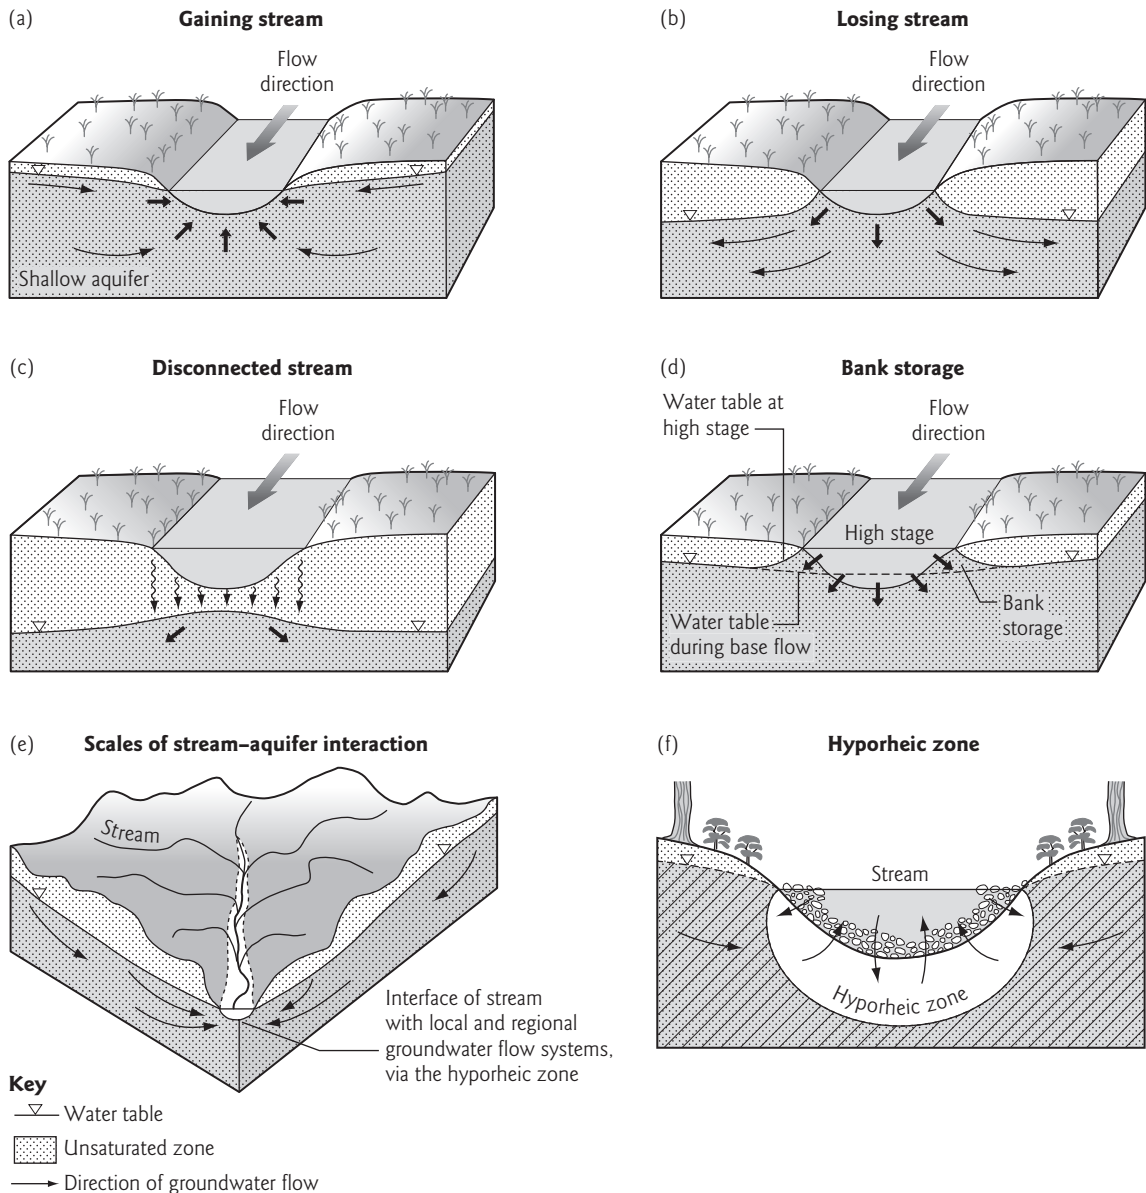 (a)
Gaining stream
Flow
direction
Shallow aquifer
(b)
Losing stream
Flow
direction
(c)
Disconnected stream
Flow
direction
(d)
Bank storage
Water table at
high stage
Flow
direction
High stage
Water table
during base flow
Bank
storage
(e)
Scales of stream–aquifer interaction
Stream
Interface of stream
with local and regional
groundwater flow systems,
via the hyporheic zone
(f)
Hyporheic zone
Stream
Hyporheic zone
Key
Water table
Unsaturated zone
Direction of groundwater flow